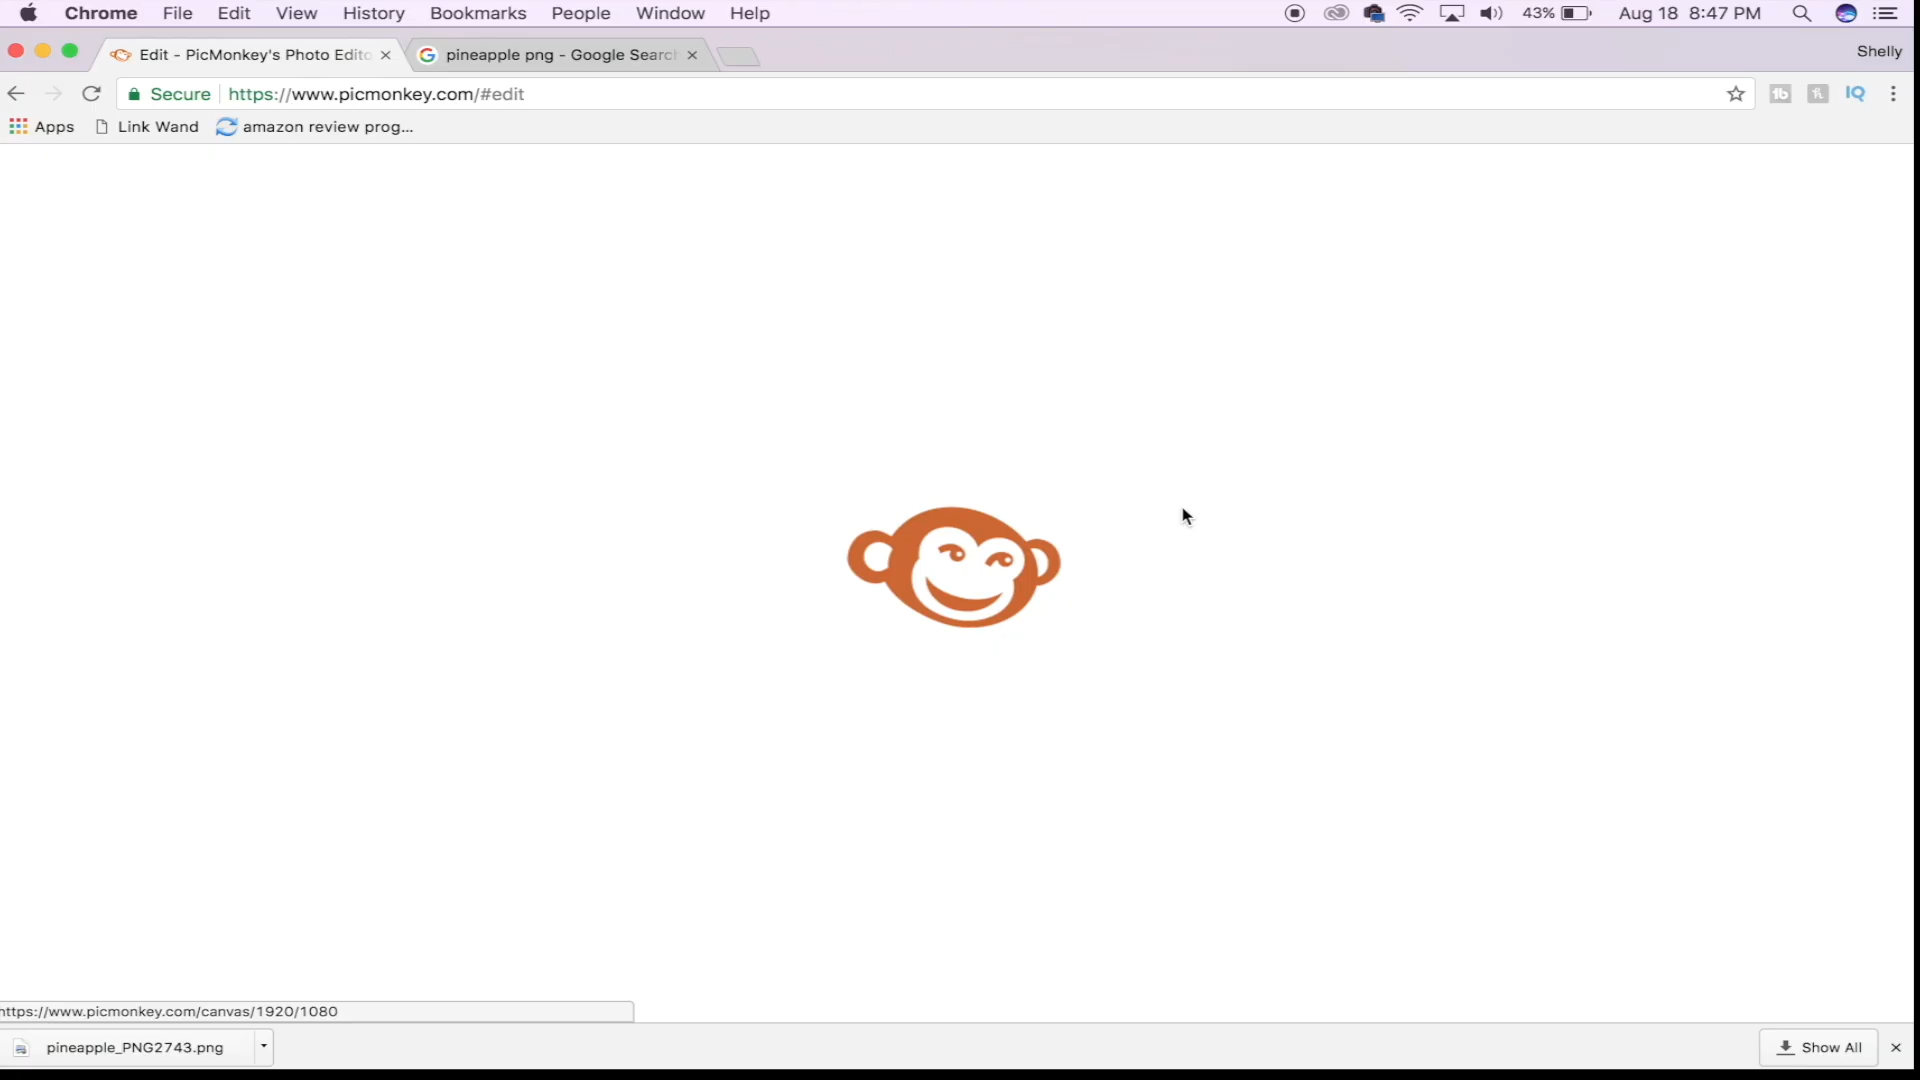 Chrome File Edit View History Bookmarks People Window Help 43% Aug 18 8:47 PM
Edit - PicMonkey's Photo Edito pineapple png - Google Search Shelly
Secure https://www.picmonkey.com/#edit tb h IQ
Apps Link Wand amazon review prog...
https://www.picmonkey.com/canvas/1920/1080
pineapple_PNG2743.png Show All